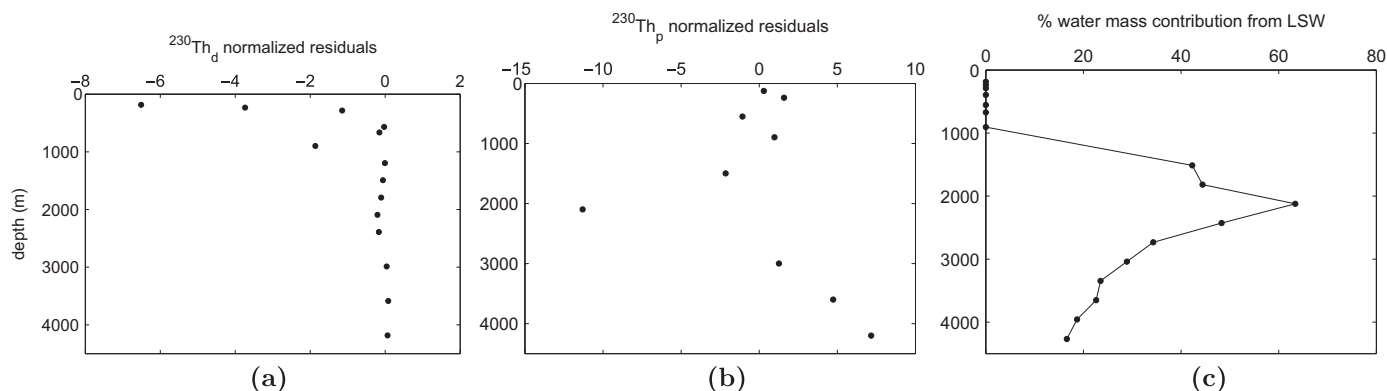 ²³⁰Th_d normalized residuals
−8 −6 −4 −2 0 2
0
1000
2000
3000
4000
depth (m)
(a)
²³⁰Th_p normalized residuals
−15 −10 −5 0 5 10
0
1000
2000
3000
4000
(b)
% water mass contribution from LSW
0 20 40 60 80
0
1000
2000
3000
4000
(c)